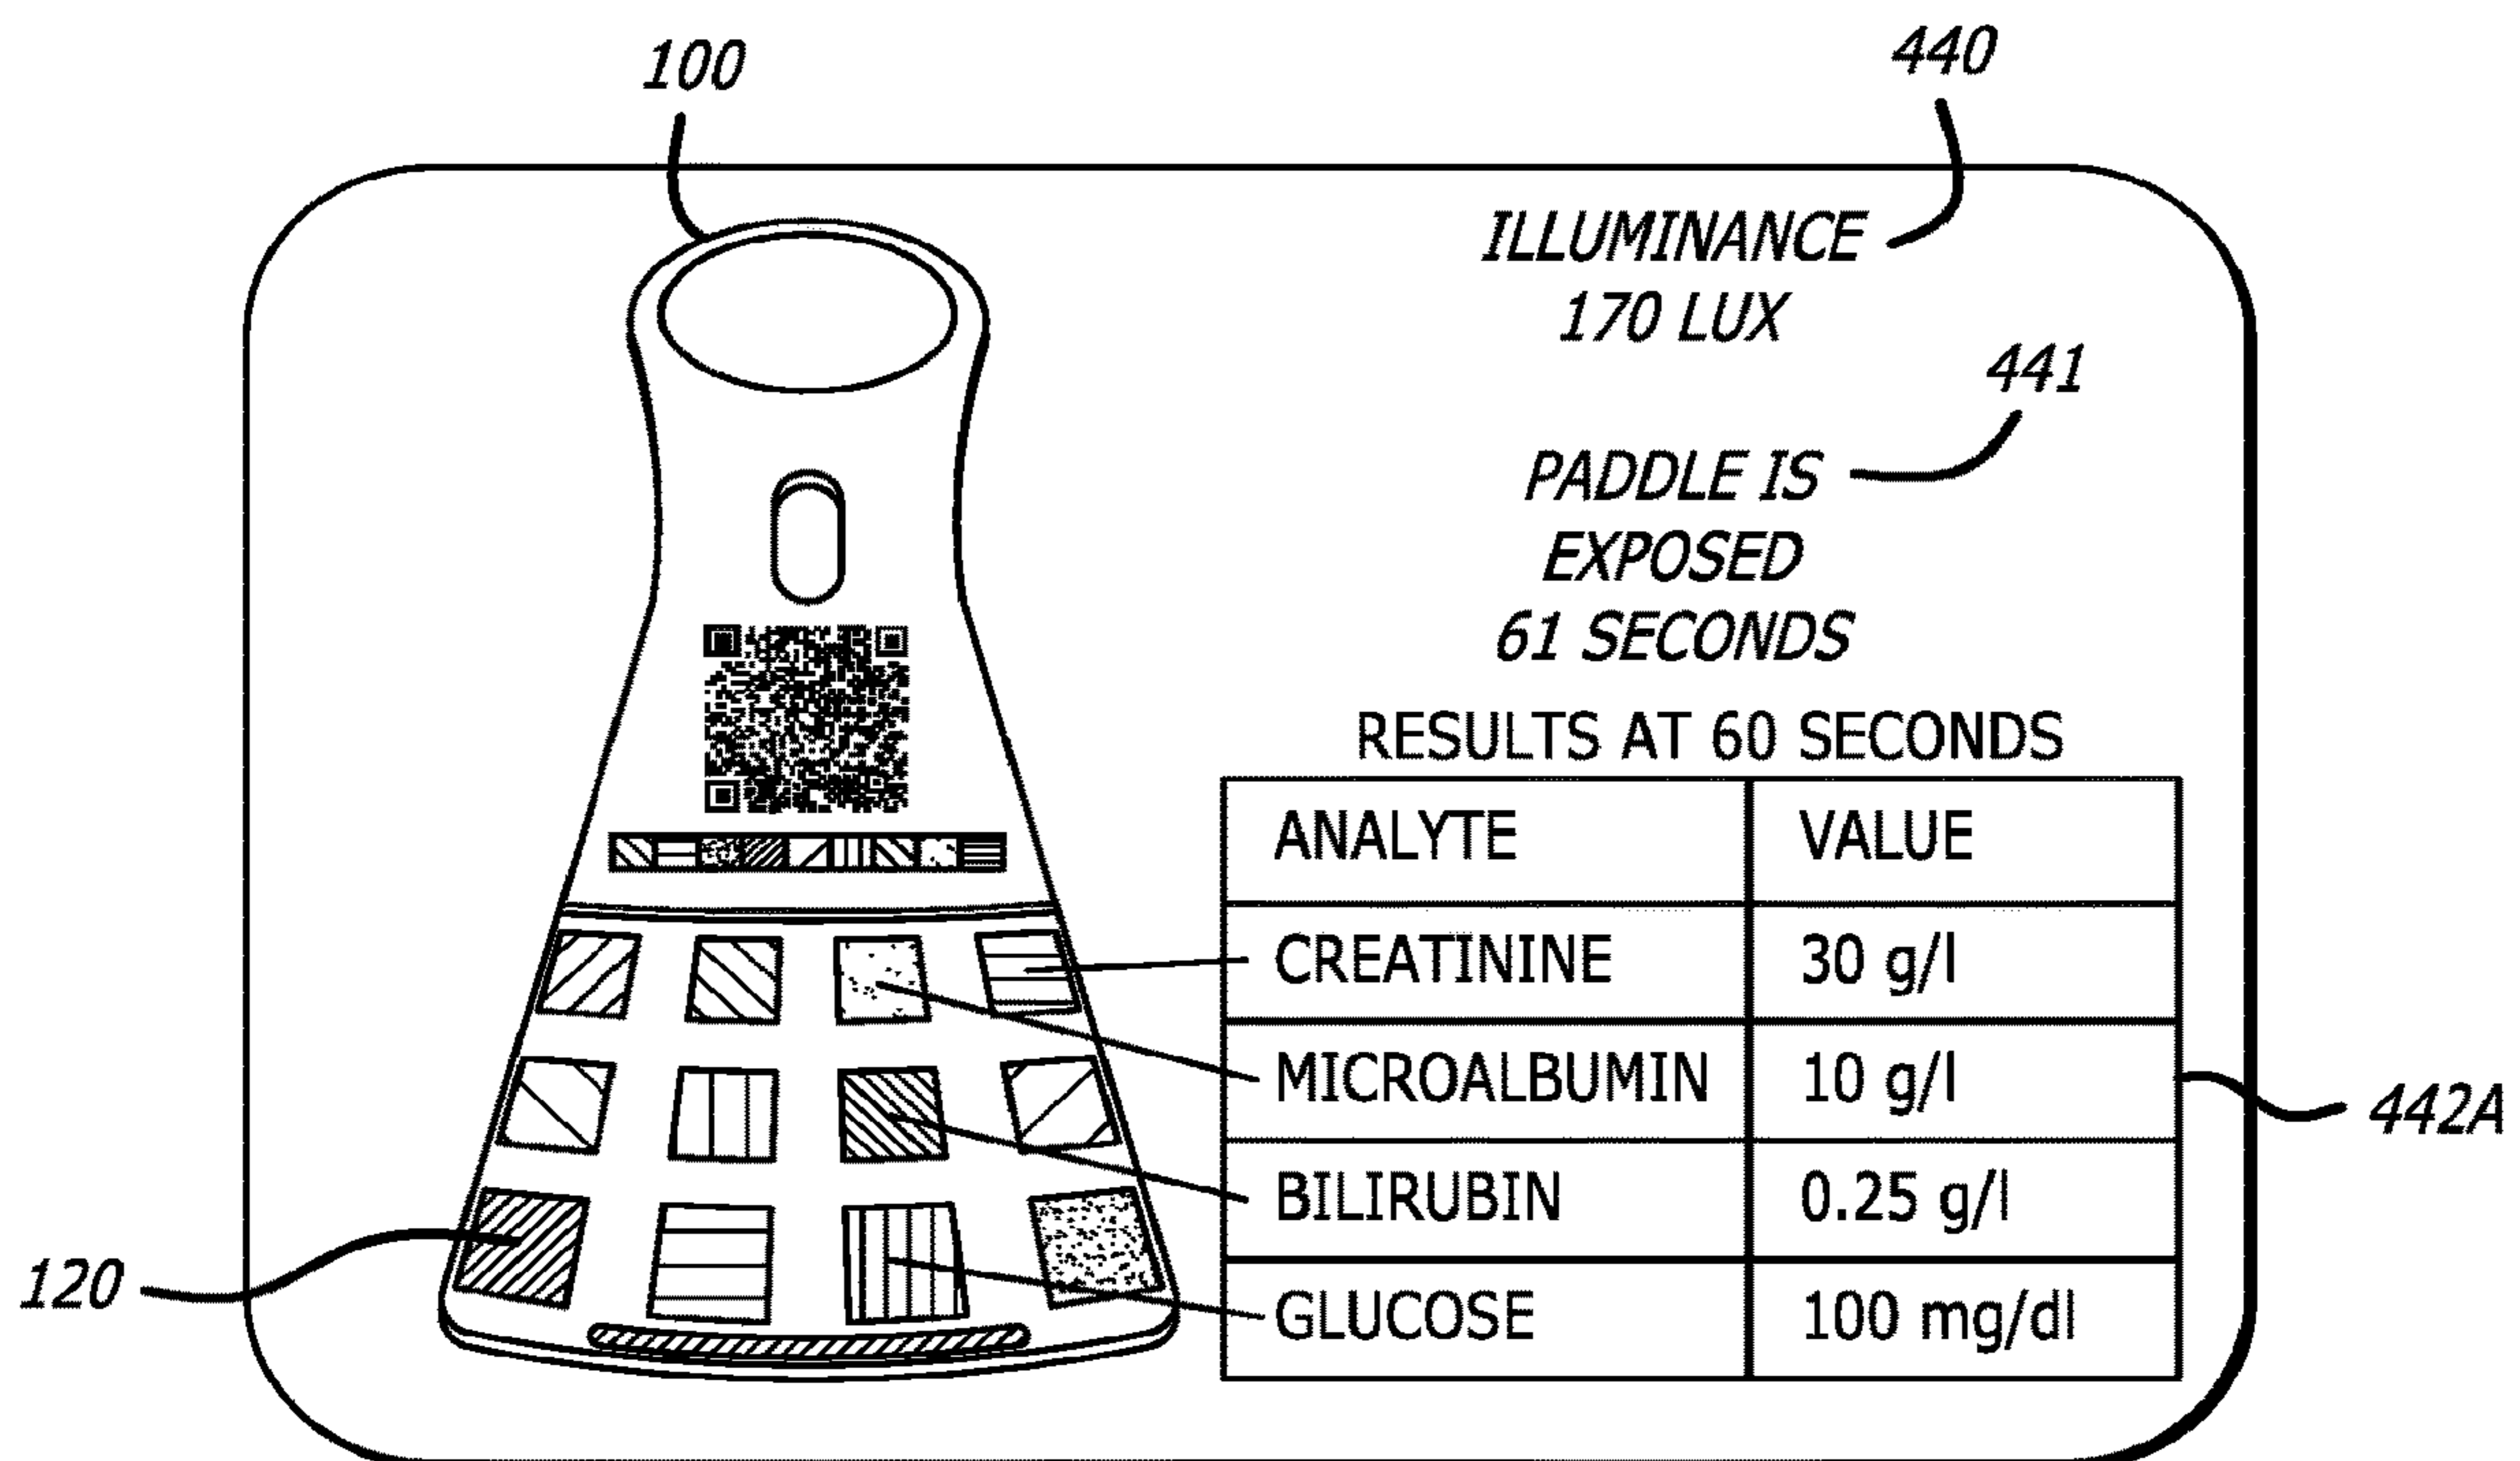 100
440
ILLUMINANCE
170 LUX
441
PADDLE IS
EXPOSED
61 SECONDS
RESULTS AT 60 SECONDS
ANALYTE VALUE
CREATININE 30 g/l
MICROALBUMIN 10 g/l
442A
BILIRUBIN 0.25 g/l
120
GLUCOSE 100 mg/dl